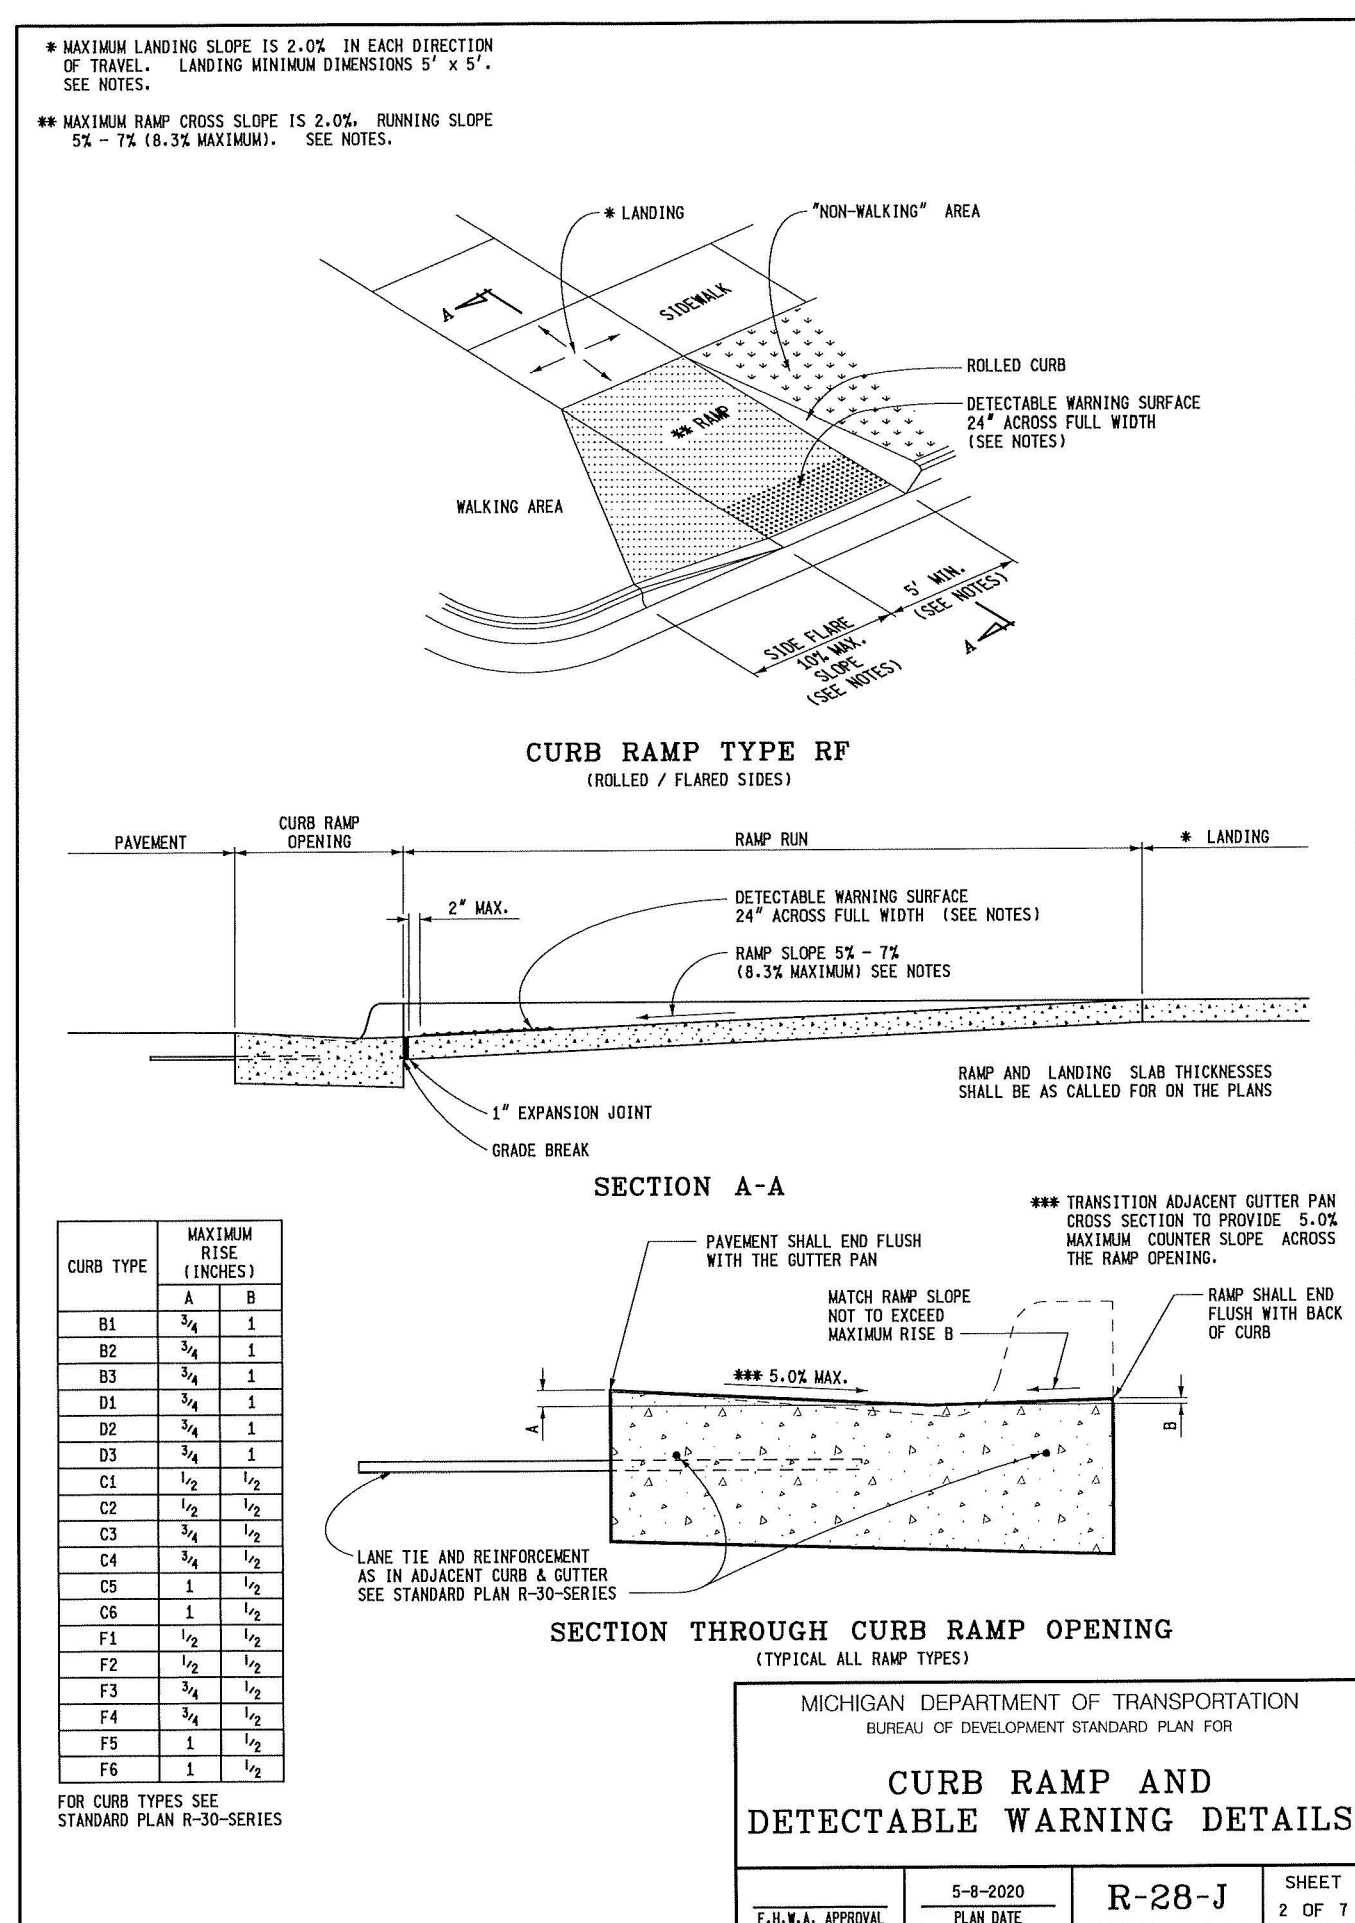 * MAXIMUM LANDING SLOPE IS 2.0% IN EACH DIRECTION
OF TRAVEL. LANDING MINIMUM DIMENSIONS 5' x 5'.
SEE NOTES.
** MAXIMUM RAMP CROSS SLOPE IS 2.0%, RUNNING SLOPE
5% - 7% (8.3% MAXIMUM). SEE NOTES.
* LANDING
"NON-WALKING" AREA
A
SIDEWALK
ROLLED CURB
DETECTABLE WARNING SURFACE
24" ACROSS FULL WIDTH
(SEE NOTES)
** RAMP
WALKING AREA
5' MIN.
(SEE NOTES)
SIDE FLARE
10% MAX.
SLOPE
(SEE NOTES)
A
CURB RAMP TYPE RF
(ROLLED / FLARED SIDES)
PAVEMENT
CURB RAMP
OPENING
RAMP RUN
* LANDING
2" MAX.
DETECTABLE WARNING SURFACE
24" ACROSS FULL WIDTH (SEE NOTES)
RAMP SLOPE 5% - 7%
(8.3% MAXIMUM) SEE NOTES
RAMP AND LANDING SLAB THICKNESSES
SHALL BE AS CALLED FOR ON THE PLANS
1" EXPANSION JOINT
GRADE BREAK
SECTION A-A
CURB TYPE
MAXIMUM
RISE
(INCHES)
A B
B1 3/4 1
B2 3/4 1
B3 3/4 1
D1 3/4 1
D2 3/4 1
D3 3/4 1
C1 1/2 1/2
C2 1/2 1/2
C3 3/4 1/2
C4 3/4 1/2
C5 1 1/2
C6 1 1/2
F1 1/2 1/2
F2 1/2 1/2
F3 3/4 1/2
F4 3/4 1/2
F5 1 1/2
F6 1 1/2
FOR CURB TYPES SEE
STANDARD PLAN R-30-SERIES
*** TRANSITION ADJACENT GUTTER PAN
CROSS SECTION TO PROVIDE 5.0%
MAXIMUM COUNTER SLOPE ACROSS
THE RAMP OPENING.
PAVEMENT SHALL END FLUSH
WITH THE GUTTER PAN
MATCH RAMP SLOPE
NOT TO EXCEED
MAXIMUM RISE B
RAMP SHALL END
FLUSH WITH BACK
OF CURB
*** 5.0% MAX.
A
B
LANE TIE AND REINFORCEMENT
AS IN ADJACENT CURB & GUTTER
SEE STANDARD PLAN R-30-SERIES
SECTION THROUGH CURB RAMP OPENING
(TYPICAL ALL RAMP TYPES)
MICHIGAN DEPARTMENT OF TRANSPORTATION
BUREAU OF DEVELOPMENT STANDARD PLAN FOR
CURB RAMP AND
DETECTABLE WARNING DETAILS
F.H.W.A. APPROVAL
5-8-2020
PLAN DATE
R-28-J
SHEET
2 OF 7